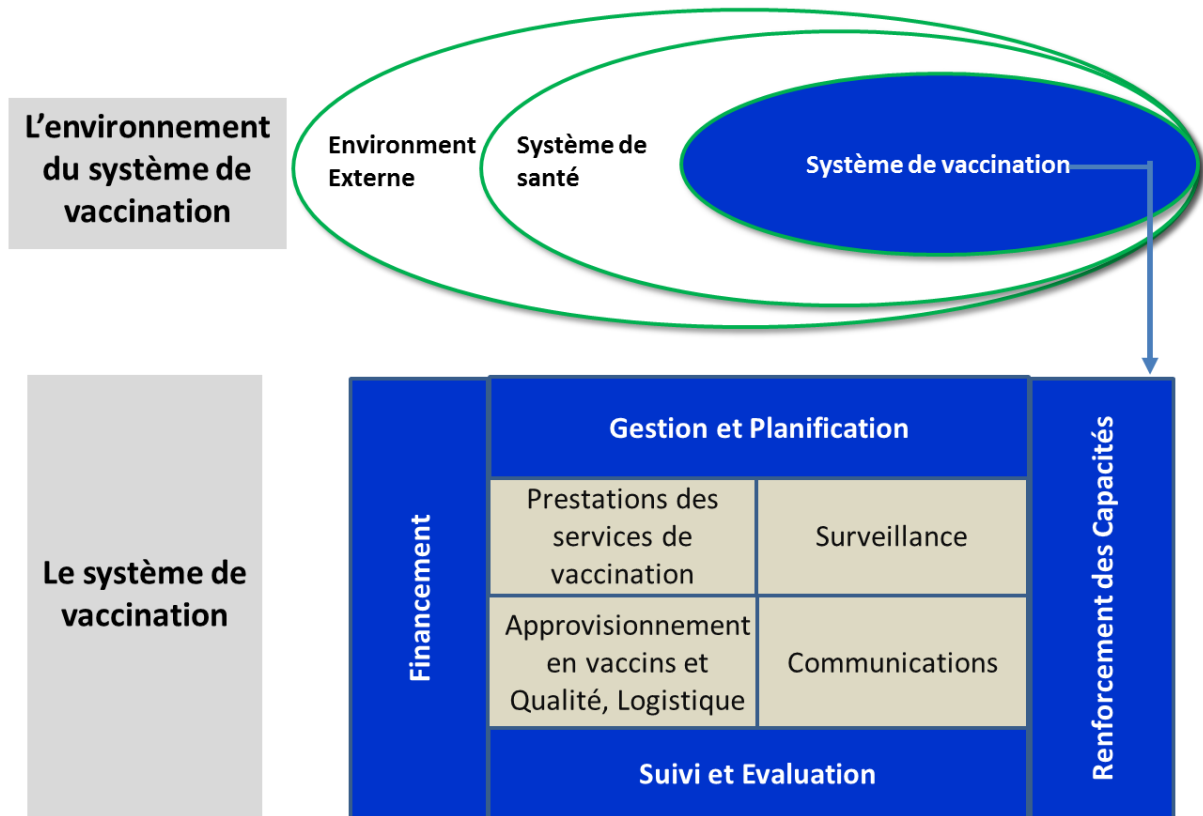 L'environnement
du système de
vaccination
Environment
Externe
Système de
santé
Système de vaccination
Le système de
vaccination
Financement
Gestion et Planification
Prestations des
services de
vaccination
Surveillance
Approvisionnement
en vaccins et
Qualité, Logistique
Communications
Suivi et Evaluation
Renforcement des Capacités